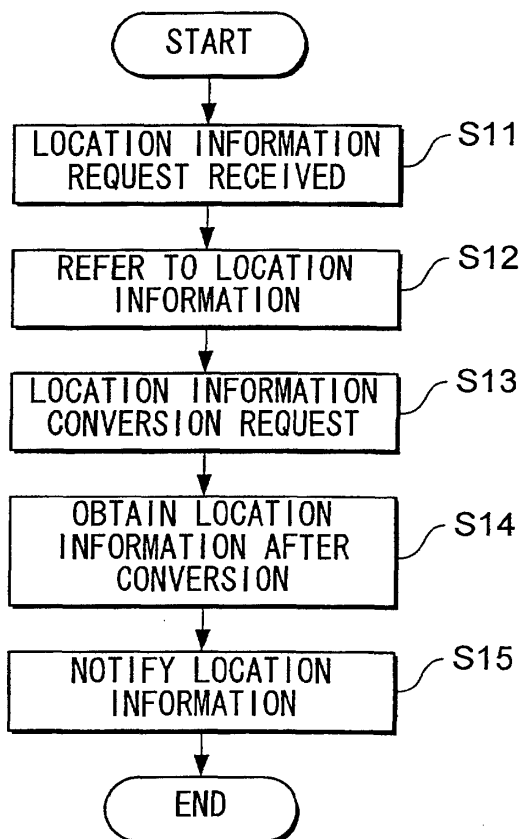 START
LOCATION INFORMATION
REQUEST RECEIVED
S11
REFER TO LOCATION
INFORMATION
S12
LOCATION INFORMATION
CONVERSION REQUEST
S13
OBTAIN LOCATION
INFORMATION AFTER
CONVERSION
S14
NOTIFY LOCATION
INFORMATION
S15
END